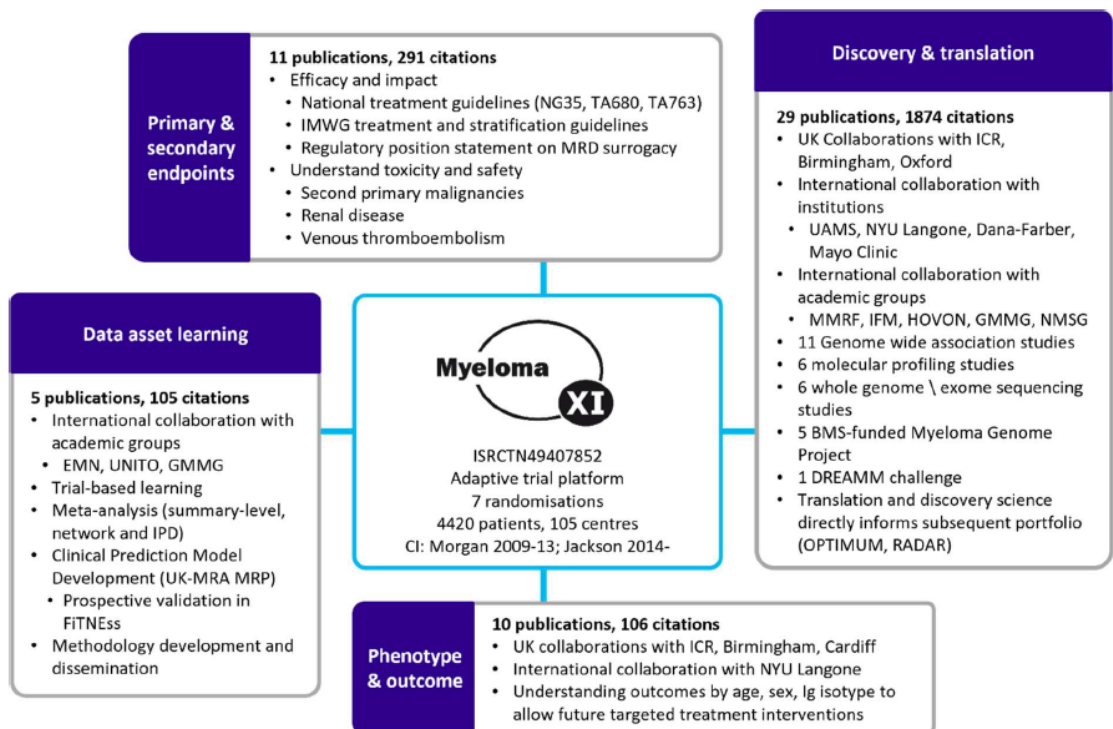 Primary &
secondary
endpoints
11 publications, 291 citations
• Efficacy and impact
• National treatment guidelines (NG35, TA680, TA763)
• IMWG treatment and stratification guidelines
• Regulatory position statement on MRD surrogacy
• Understand toxicity and safety
• Second primary malignancies
• Renal disease
• Venous thromboembolism
Discovery & translation
29 publications, 1874 citations
• UK Collaborations with ICR,
Birmingham, Oxford
• International collaboration with
institutions
• UAMS, NYU Langone, Dana-Farber,
Mayo Clinic
• International collaboration with
academic groups
• MMRF, IFM, HOVON, GMMG, NMSG
• 11 Genome wide association studies
• 6 molecular profiling studies
• 6 whole genome \ exome sequencing
studies
• 5 BMS-funded Myeloma Genome
Project
• 1 DREAMM challenge
• Translation and discovery science
directly informs subsequent portfolio
(OPTIMUM, RADAR)
Data asset learning
5 publications, 105 citations
• International collaboration with
academic groups
• EMN, UNITO, GMMG
• Trial-based learning
• Meta-analysis (summary-level,
network and IPD)
• Clinical Prediction Model
Development (UK-MRA MRP)
• Prospective validation in
FiTNEss
• Methodology development and
dissemination
Myeloma
XI
ISRCTN49407852
Adaptive trial platform
7 randomisations
4420 patients, 105 centres
CI: Morgan 2009-13; Jackson 2014-
Phenotype
& outcome
10 publications, 106 citations
• UK collaborations with ICR, Birmingham, Cardiff
• International collaboration with NYU Langone
• Understanding outcomes by age, sex, Ig isotype to
allow future targeted treatment interventions